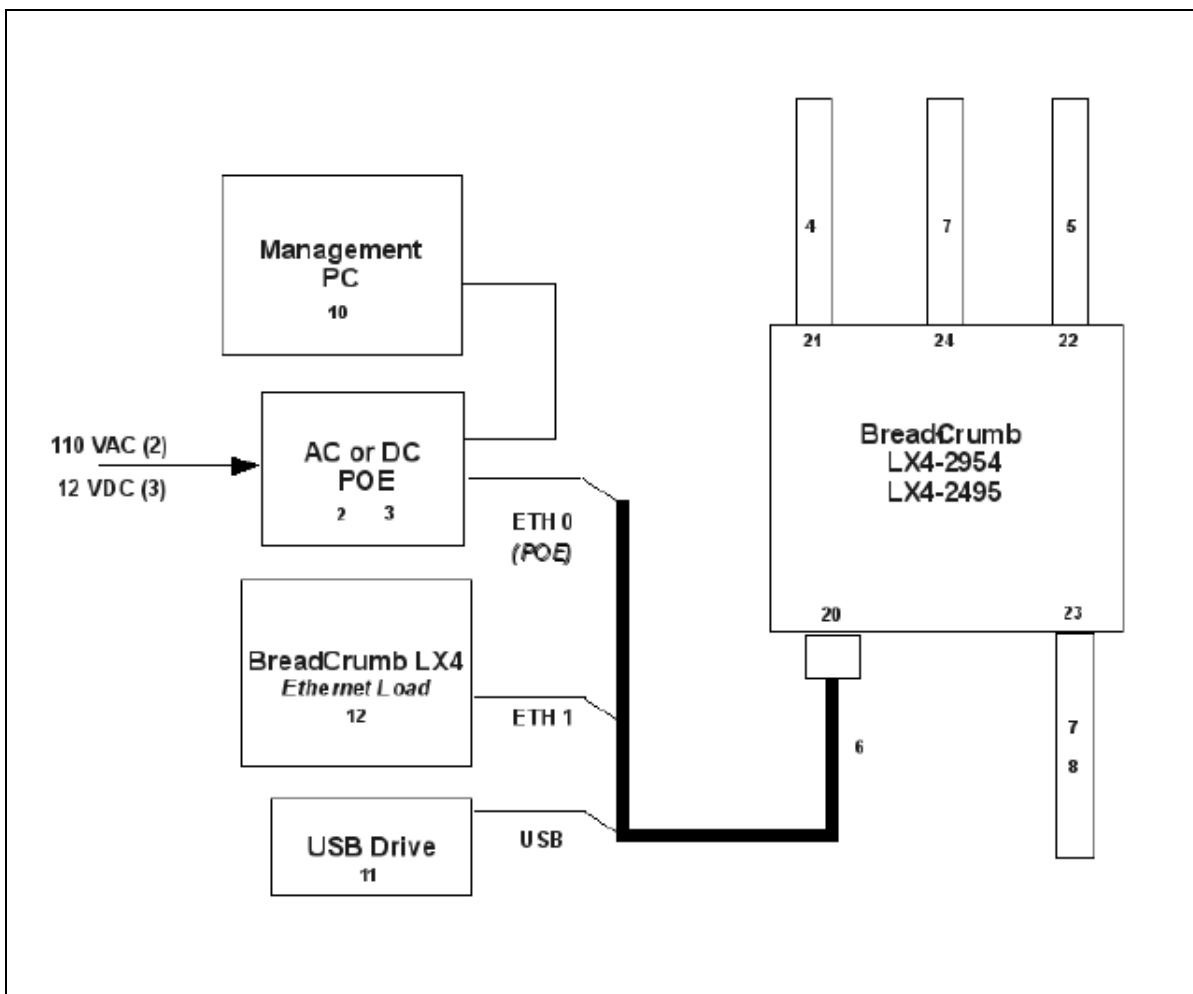 Management
PC
10
110 VAC (2)
12 VDC (3)
AC or DC
POE
2 3
ETH 0
(POE)
BreadCrumb LX4
Ethernet Load
12
ETH 1
USB Drive
11
USB
6
4 7 5
21 24 22
BreadCrumb
LX4-2954
LX4-2495
20 23
7
8